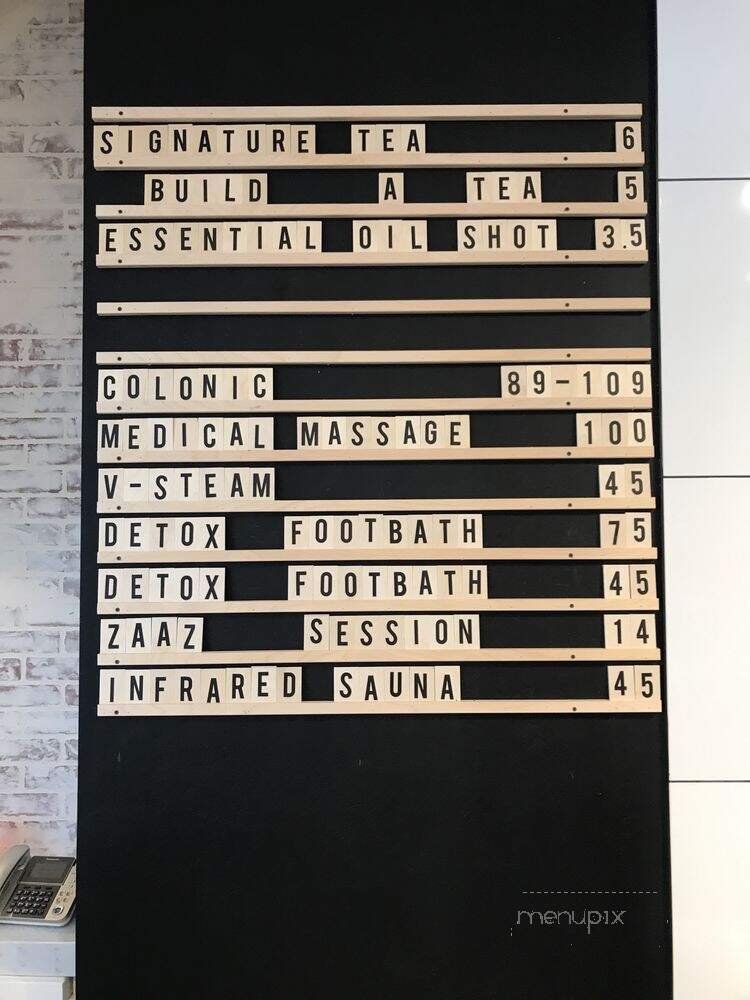 SIGNATURE TEA 6
BUILD A TEA 5
ESSENTIAL OIL SHOT 3.5
COLONIC 89-109
MEDICAL MASSAGE 100
V-STEAM 45
DETOX FOOTBATH 75
DETOX FOOTBATH 45
ZAAZ SESSION 14
INFRARED SAUNA 45
menupix